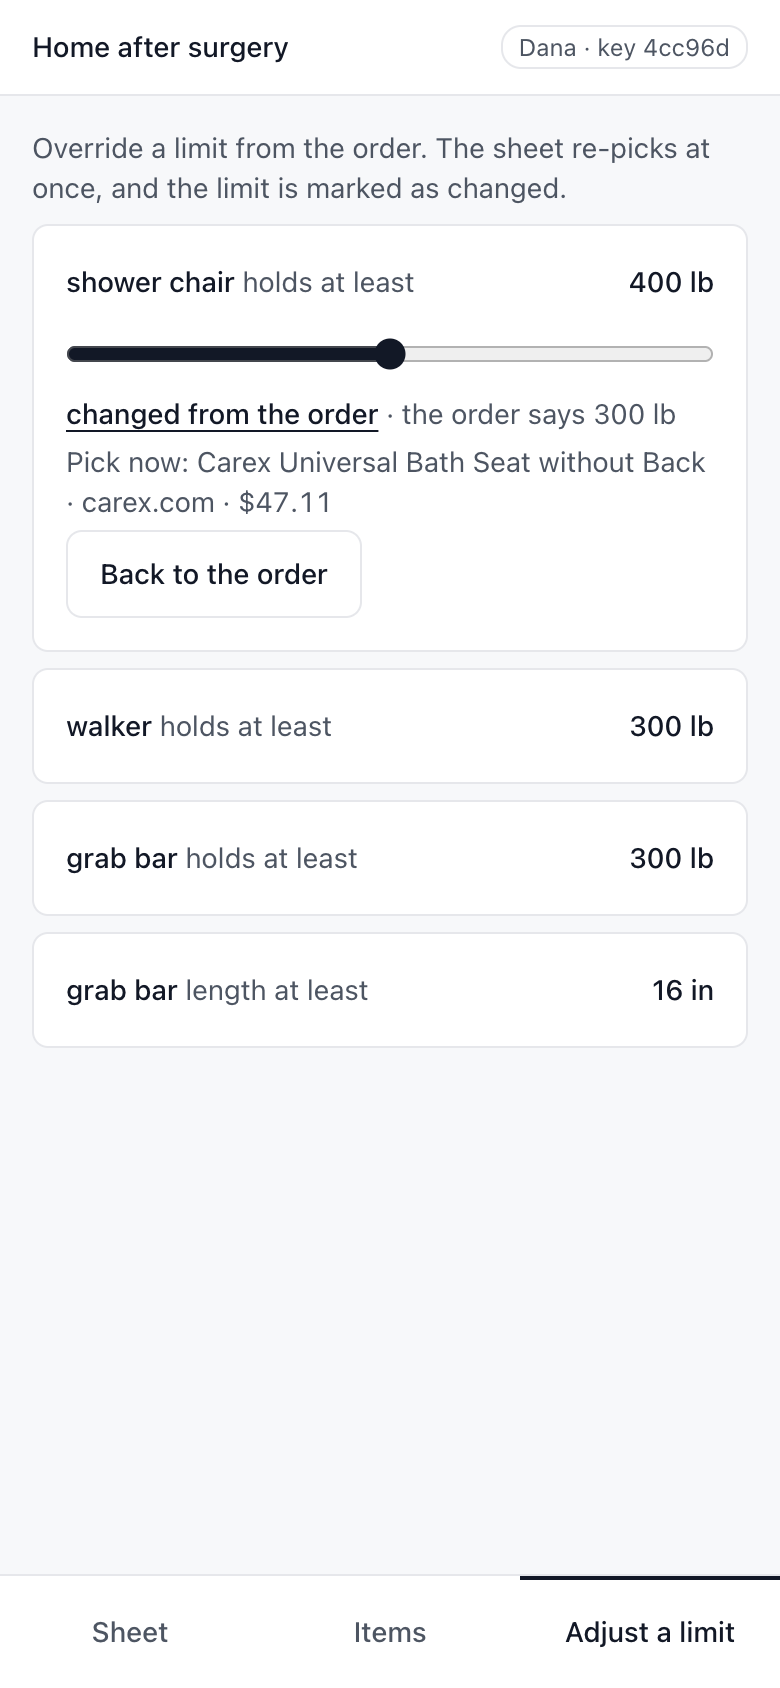 Home after surgery
Dana · key 4cc96d
Override a limit from the order. The sheet re-picks at
once, and the limit is marked as changed.
shower chair holds at least 400 lb
changed from the order · the order says 300 lb
Pick now: Carex Universal Bath Seat without Back
· carex.com · $47.11
Back to the order
walker holds at least 300 lb
grab bar holds at least 300 lb
grab bar length at least 16 in
Sheet Items Adjust a limit